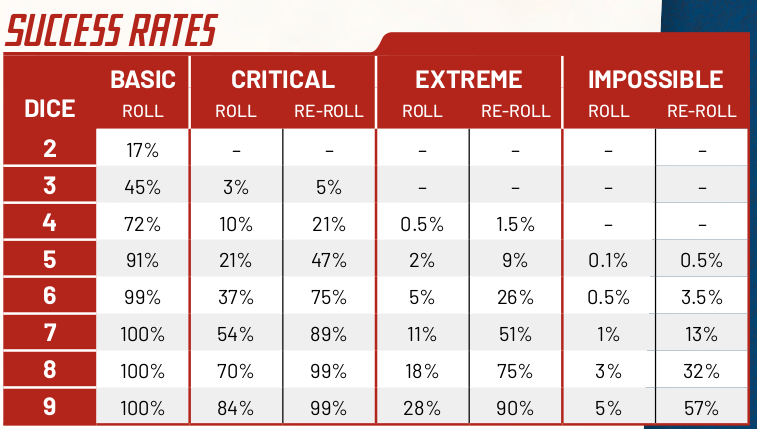 SUCCESS RATES
BASIC CRITICAL EXTREME IMPOSSIBLE
DICE ROLL ROLL RE-ROLL ROLL RE-ROLL ROLL RE-ROLL
2 17% – – – – – –
3 45% 3% 5% – – – –
4 72% 10% 21% 0.5% 1.5% – –
5 91% 21% 47% 2% 9% 0.1% 0.5%
6 99% 37% 75% 5% 26% 0.5% 3.5%
7 100% 54% 89% 11% 51% 1% 13%
8 100% 70% 99% 18% 75% 3% 32%
9 100% 84% 99% 28% 90% 5% 57%